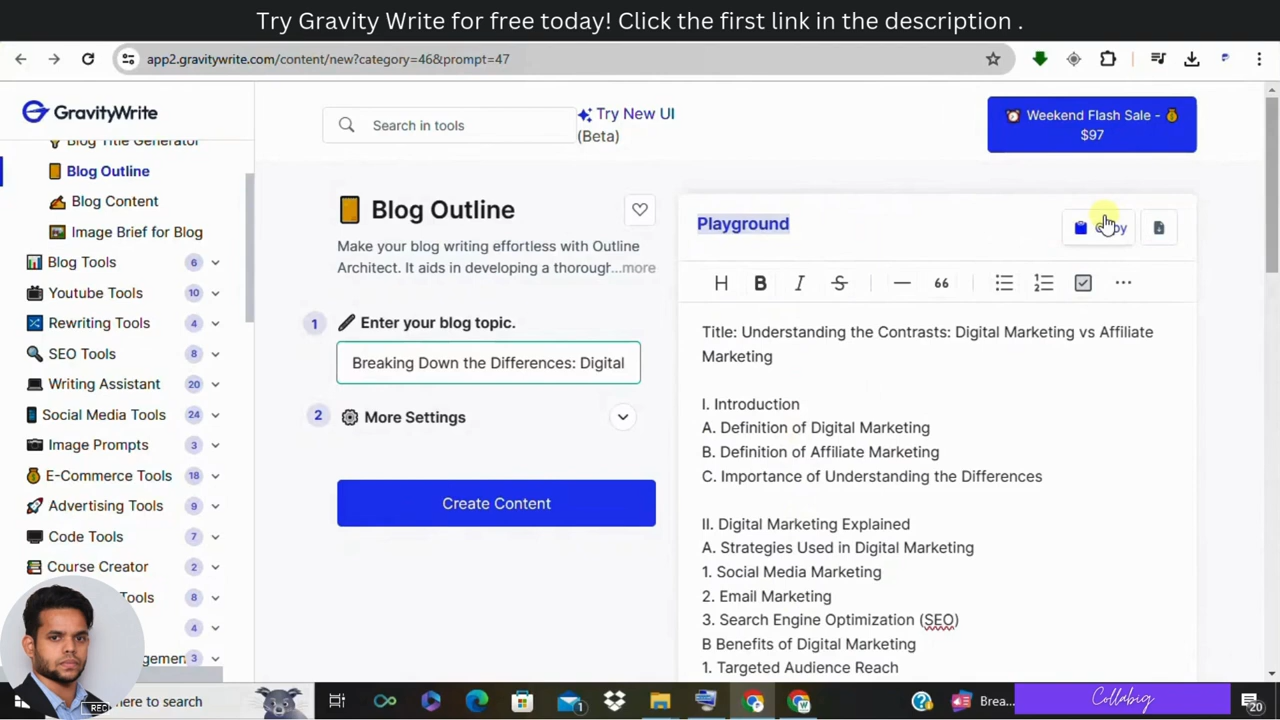 Try Gravity Write for free today! Click the first link in the description .
app2.gravitywrite.com/content/new?category=46&prompt=47
GravityWrite
Search in tools
Try New UI
(Beta)
Weekend Flash Sale -
$97
Blog Title Generator
Blog Outline
Blog Content
Image Brief for Blog
Blog Tools 6
Youtube Tools 10
Rewriting Tools 4
SEO Tools 8
Writing Assistant 20
Social Media Tools 24
Image Prompts 3
E-Commerce Tools 18
Advertising Tools 9
Code Tools 7
Course Creator 2
ools 8
4
agemen 3
Blog Outline
Make your blog writing effortless with Outline
Architect. It aids in developing a thorough...more
1 Enter your blog topic.
Breaking Down the Differences: Digital
2 More Settings
Create Content
Playground
Copy
H B I S 66
Title: Understanding the Contrasts: Digital Marketing vs Affiliate
Marketing
I. Introduction
A. Definition of Digital Marketing
B. Definition of Affiliate Marketing
C. Importance of Understanding the Differences
II. Digital Marketing Explained
A. Strategies Used in Digital Marketing
1. Social Media Marketing
2. Email Marketing
3. Search Engine Optimization (SEO)
B Benefits of Digital Marketing
1. Targeted Audience Reach
REC
here to search
1
Brea...
Collabig
20